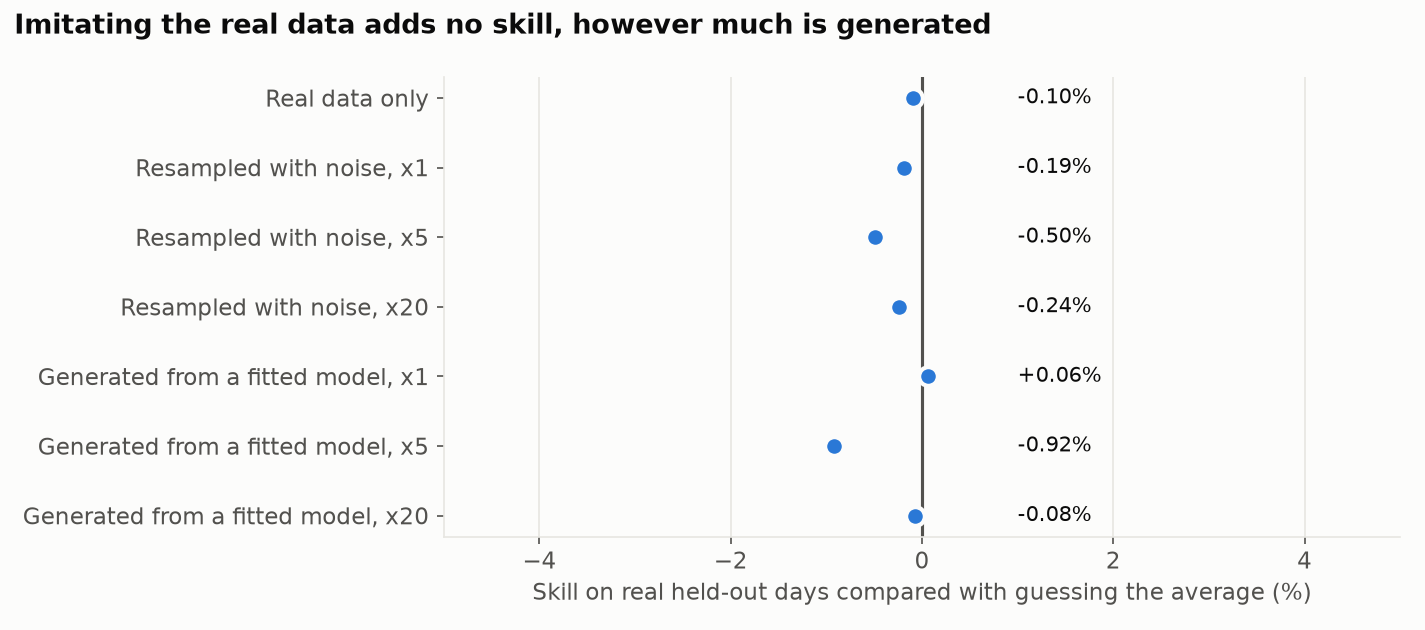 Imitating the real data adds no skill, however much is generated
Real data only
-0.10%
Resampled with noise, x1
-0.19%
Resampled with noise, x5
-0.50%
Resampled with noise, x20
-0.24%
Generated from a fitted model, x1
+0.06%
Generated from a fitted model, x5
-0.92%
Generated from a fitted model, x20
-0.08%
−4 −2 0 2 4
Skill on real held-out days compared with guessing the average (%)